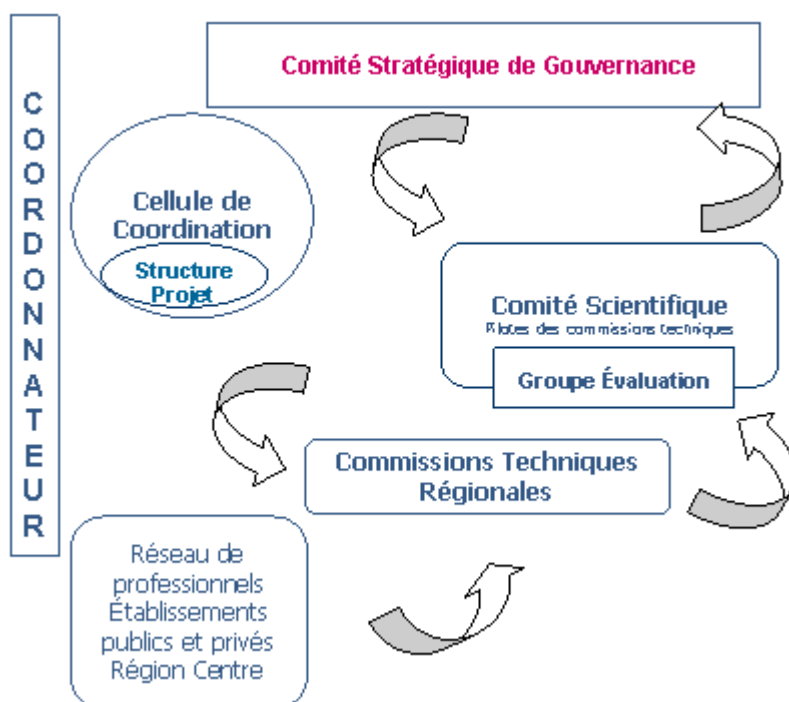 COORDONNATEUR
Comité Stratégique de Gouvernance
Cellule de
Coordination
Structure
Projet
Comité Scientifique
Pilotes des commissions techniques
Groupe Évaluation
Commissions Techniques
Régionales
Réseau de
professionnels
Établissements
publics et privés
Région Centre